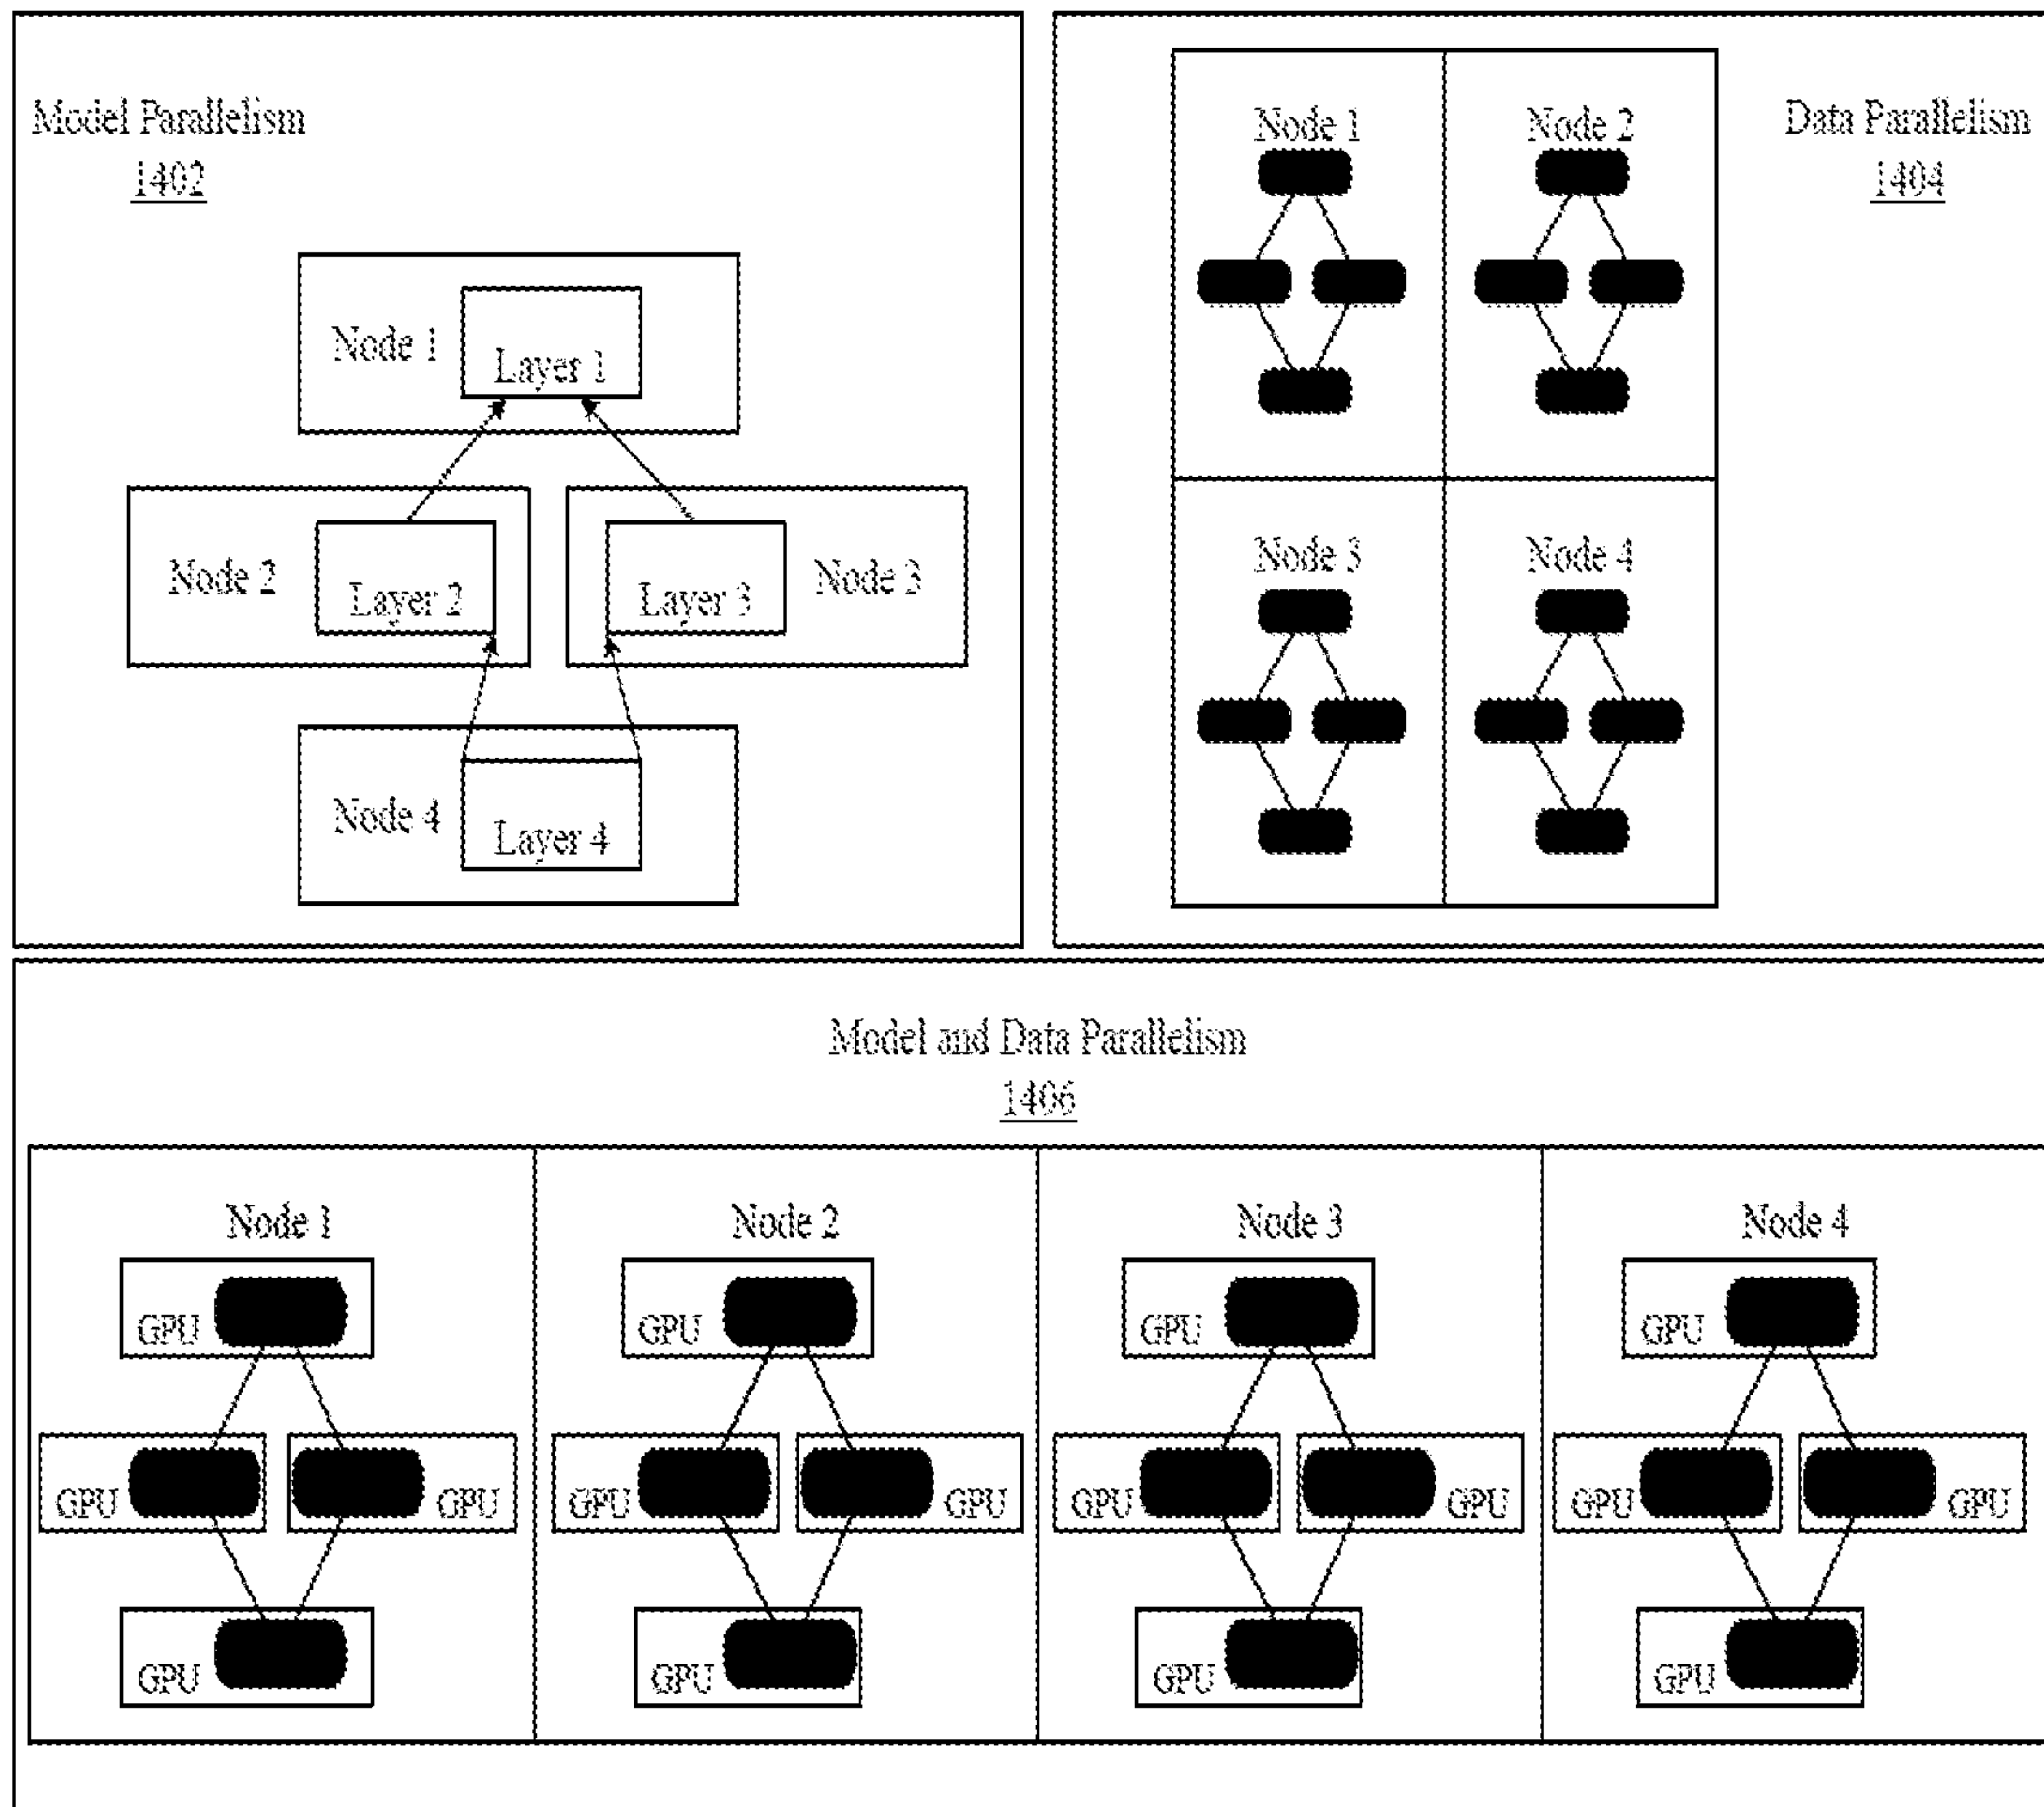 Model Parallelism
1402
Node 1
Layer 1
Node 2
Layer 2
Layer 3
Node 3
Node 4
Layer 4
Data Parallelism
1404
Node 1
Node 2
Node 3
Node 4
Model and Data Parallelism
1406
Node 1
GPU
GPU
GPU
GPU
Node 2
GPU
GPU
GPU
GPU
Node 3
GPU
GPU
GPU
GPU
Node 4
GPU
GPU
GPU
GPU